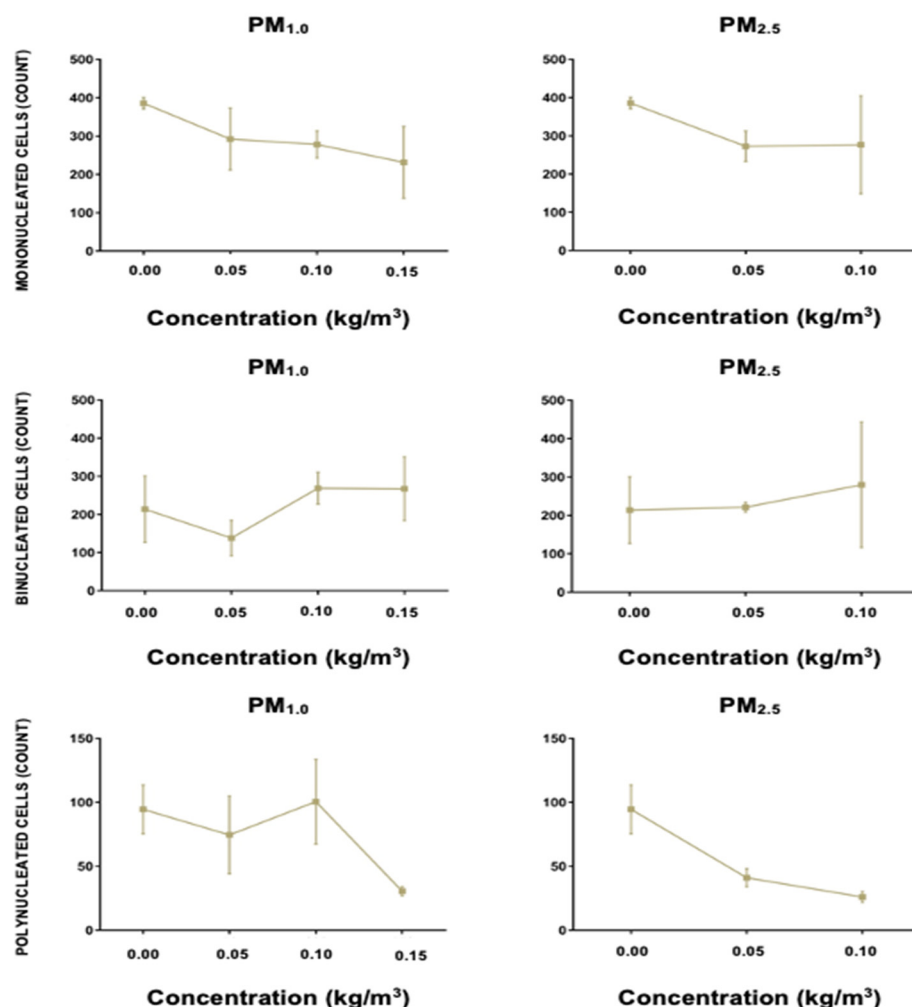 PM1.0
PM2.5
MONONUCLEATED CELLS (COUNT)
500
400
300
200
100
0
0.00 0.05 0.10 0.15
Concentration (kg/m³)
500
400
300
200
100
0
0.00 0.05 0.10
Concentration (kg/m³)
PM1.0
PM2.5
BINUCLEATED CELLS (COUNT)
500
400
300
200
100
0
0.00 0.05 0.10 0.15
Concentration (kg/m³)
500
400
300
200
100
0
0.00 0.05 0.10
Concentration (kg/m³)
PM1.0
PM2.5
POLYNUCLEATED CELLS (COUNT)
150
100
50
0
0.00 0.05 0.10 0.15
Concentration (kg/m³)
150
100
50
0
0.00 0.05 0.10
Concentration (kg/m³)